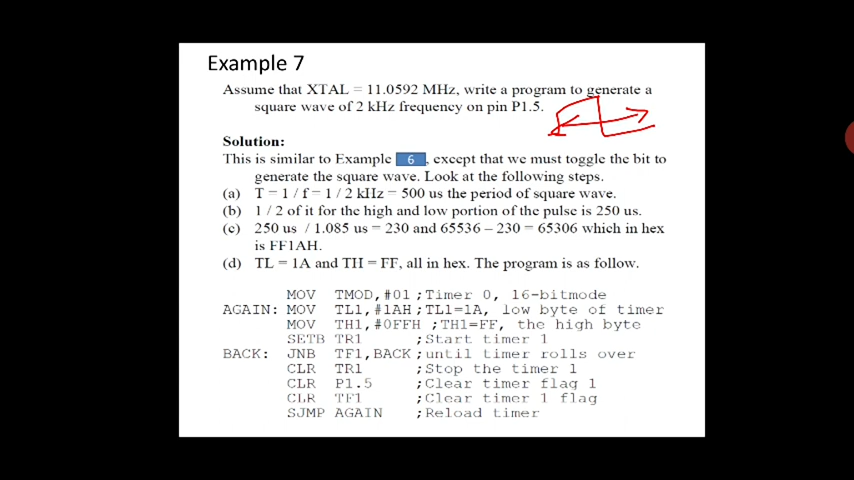 Example 7
Assume that XTAL = 11.0592 MHz, write a program to generate a
square wave of 2 kHz frequency on pin P1.5.
Solution:
This is similar to Example 6, except that we must toggle the bit to
generate the square wave. Look at the following steps.
(a) T = 1 / f = 1 / 2 kHz = 500 us the period of square wave.
(b) 1 / 2 of it for the high and low portion of the pulse is 250 us.
(c) 250 us / 1.085 us = 230 and 65536 – 230 = 65306 which in hex
is FF1AH.
(d) TL = 1A and TH = FF, all in hex. The program is as follow.
MOV TMOD,#01 ;Timer 0, 16-bitmode
AGAIN: MOV TL1,#1AH ;TL1=1A, low byte of timer
MOV TH1,#0FFH ;TH1=FF, the high byte
SETB TR1 ;Start timer 1
BACK: JNB TF1,BACK ;until timer rolls over
CLR TR1 ;Stop the timer 1
CLR P1.5 ;Clear timer flag 1
CLR TF1 ;Clear timer 1 flag
SJMP AGAIN ;Reload timer